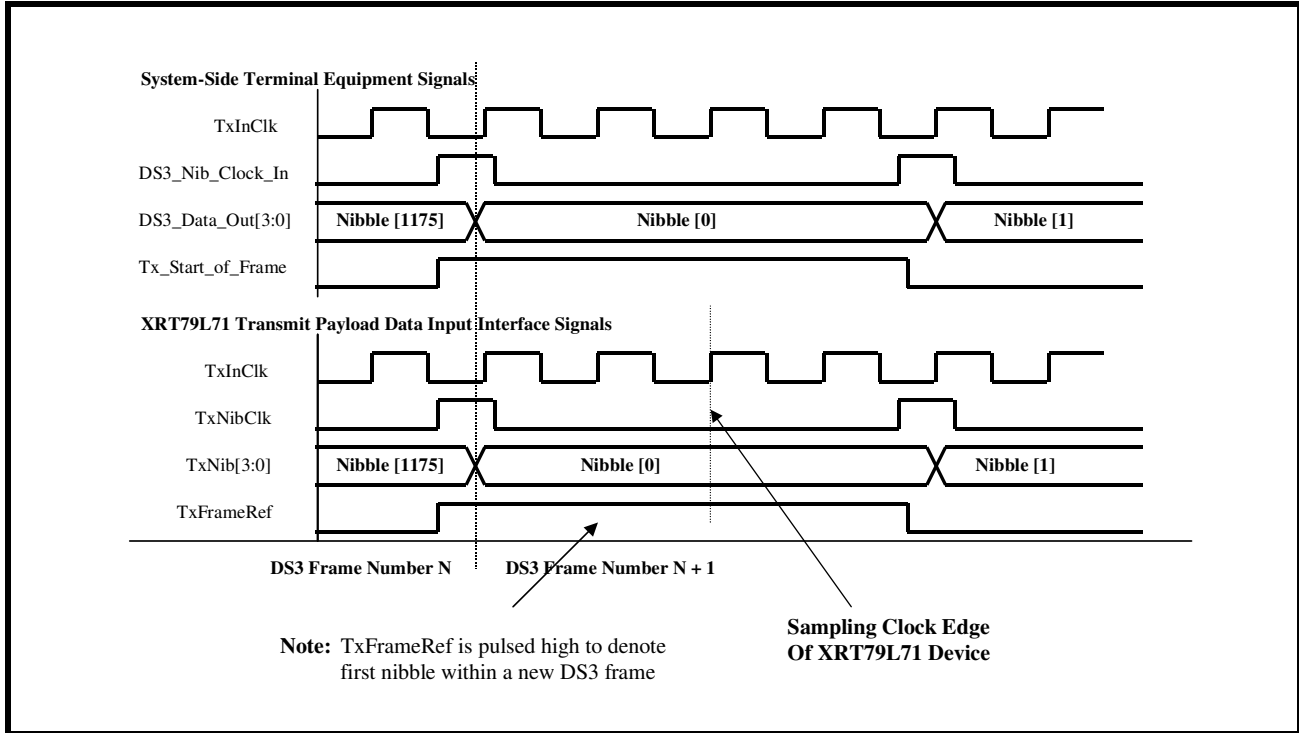 System-Side Terminal Equipment Signals
TxInClk
DS3_Nib_Clock_In
DS3_Data_Out[3:0] Nibble [1175] Nibble [0] Nibble [1]
Tx_Start_of_Frame
XRT79L71 Transmit Payload Data Input Interface Signals
TxInClk
TxNibClk
TxNib[3:0] Nibble [1175] Nibble [0] Nibble [1]
TxFrameRef
DS3 Frame Number N DS3 Frame Number N + 1
Note: TxFrameRef is pulsed high to denote
first nibble within a new DS3 frame
Sampling Clock Edge
Of XRT79L71 Device